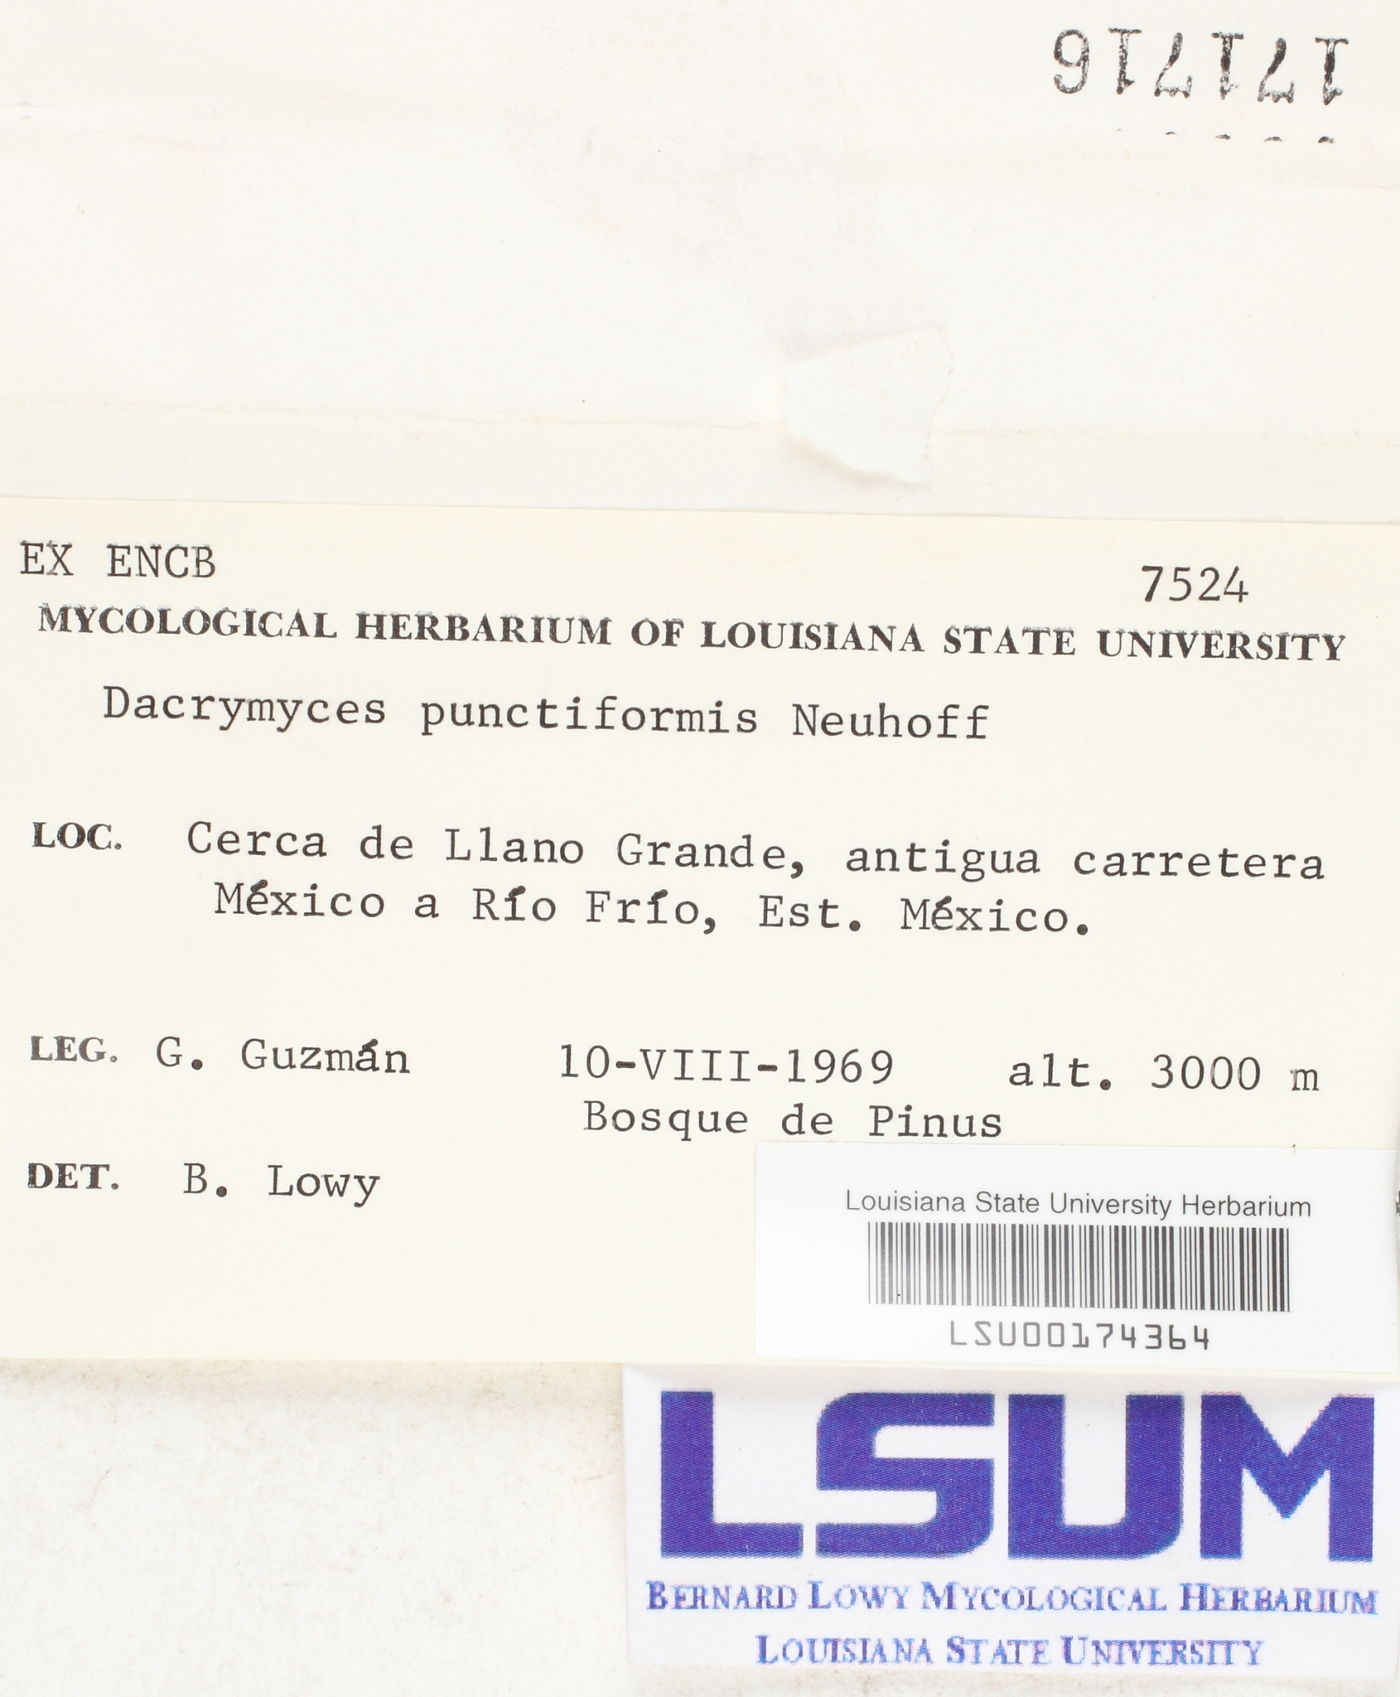 171716
EX ENCB 7524
MYCOLOGICAL HERBARIUM OF LOUISIANA STATE UNIVERSITY
Dacrymyces punctiformis Neuhoff
LOC. Cerca de Llano Grande, antigua carretera
México a Río Frío, Est. México.
LEG. G. Guzmán 10-VIII-1969 alt. 3000 m
Bosque de Pinus
DET. B. Lowy
Louisiana State University Herbarium
LSU00174364
LSUM
BERNARD LOWY MYCOLOGICAL HERBARIUM
LOUISIANA STATE UNIVERSITY